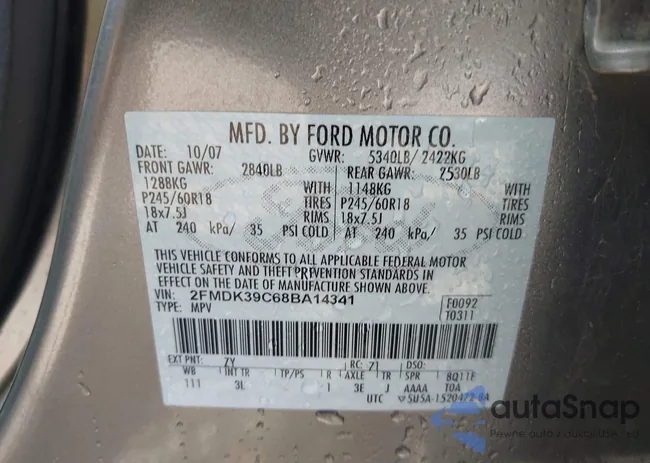 MFD. BY FORD MOTOR CO.
DATE: 10/07 GVWR: 5340LB/ 2422KG
FRONT GAWR: 2840LB REAR GAWR: 2530LB
1288KG WITH 1148KG WITH
P245/60R18 TIRES P245/60R18 TIRES
18x7.5J RIMS 18x7.5J RIMS
AT 240 kPa/ 35 PSI COLD AT 240 kPa/ 35 PSI COLD
THIS VEHICLE CONFORMS TO ALL APPLICABLE FEDERAL MOTOR
VEHICLE SAFETY AND THEFT PREVENTION STANDARDS IN
EFFECT ON THE DATE OF MANUFACTURE SHOWN ABOVE.
VIN: 2FMDK39C68BA14341 F0092
TYPE: MPV T0311
EXT PNT: ZY RC: 71 DSO:
WB INT TR TP/PS R AXLE TR SPR 8Q11F
111 3L 1 3E J AAAA T0A
UTC
autaSnap